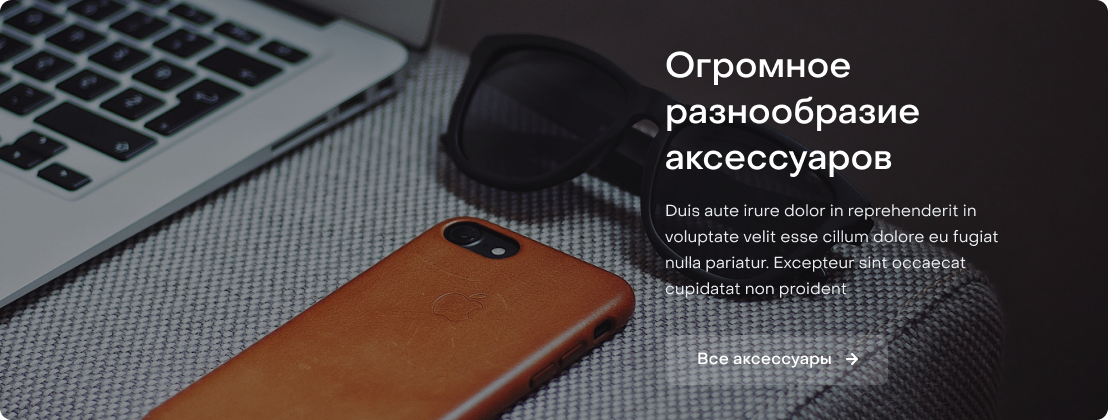 Огромное
разнообразие
аксессуаров
Duis aute irure dolor in reprehenderit in
voluptate velit esse cillum dolore eu fugiat
nulla pariatur. Excepteur sint occaecat
cupidatat non proident
Все аксессуары →